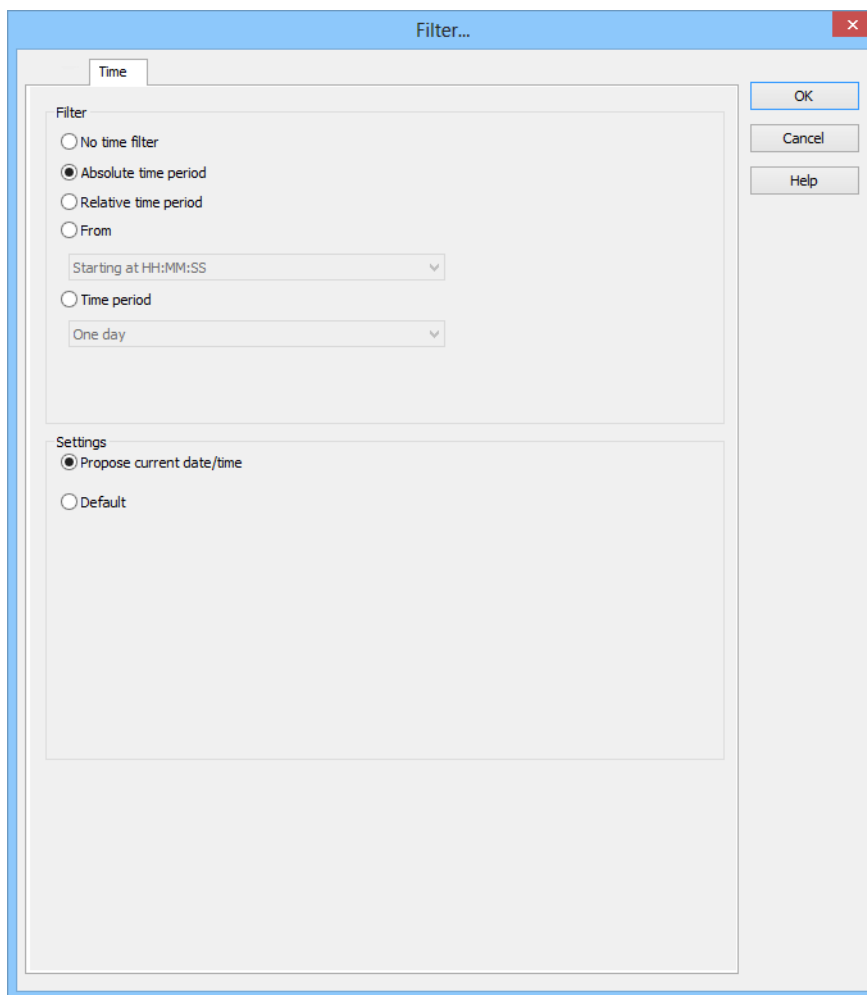 Filter...
Time
OK
Cancel
Help
Filter
No time filter
Absolute time period
Relative time period
From
Starting at HH:MM:SS
Time period
One day
Settings
Propose current date/time
Default